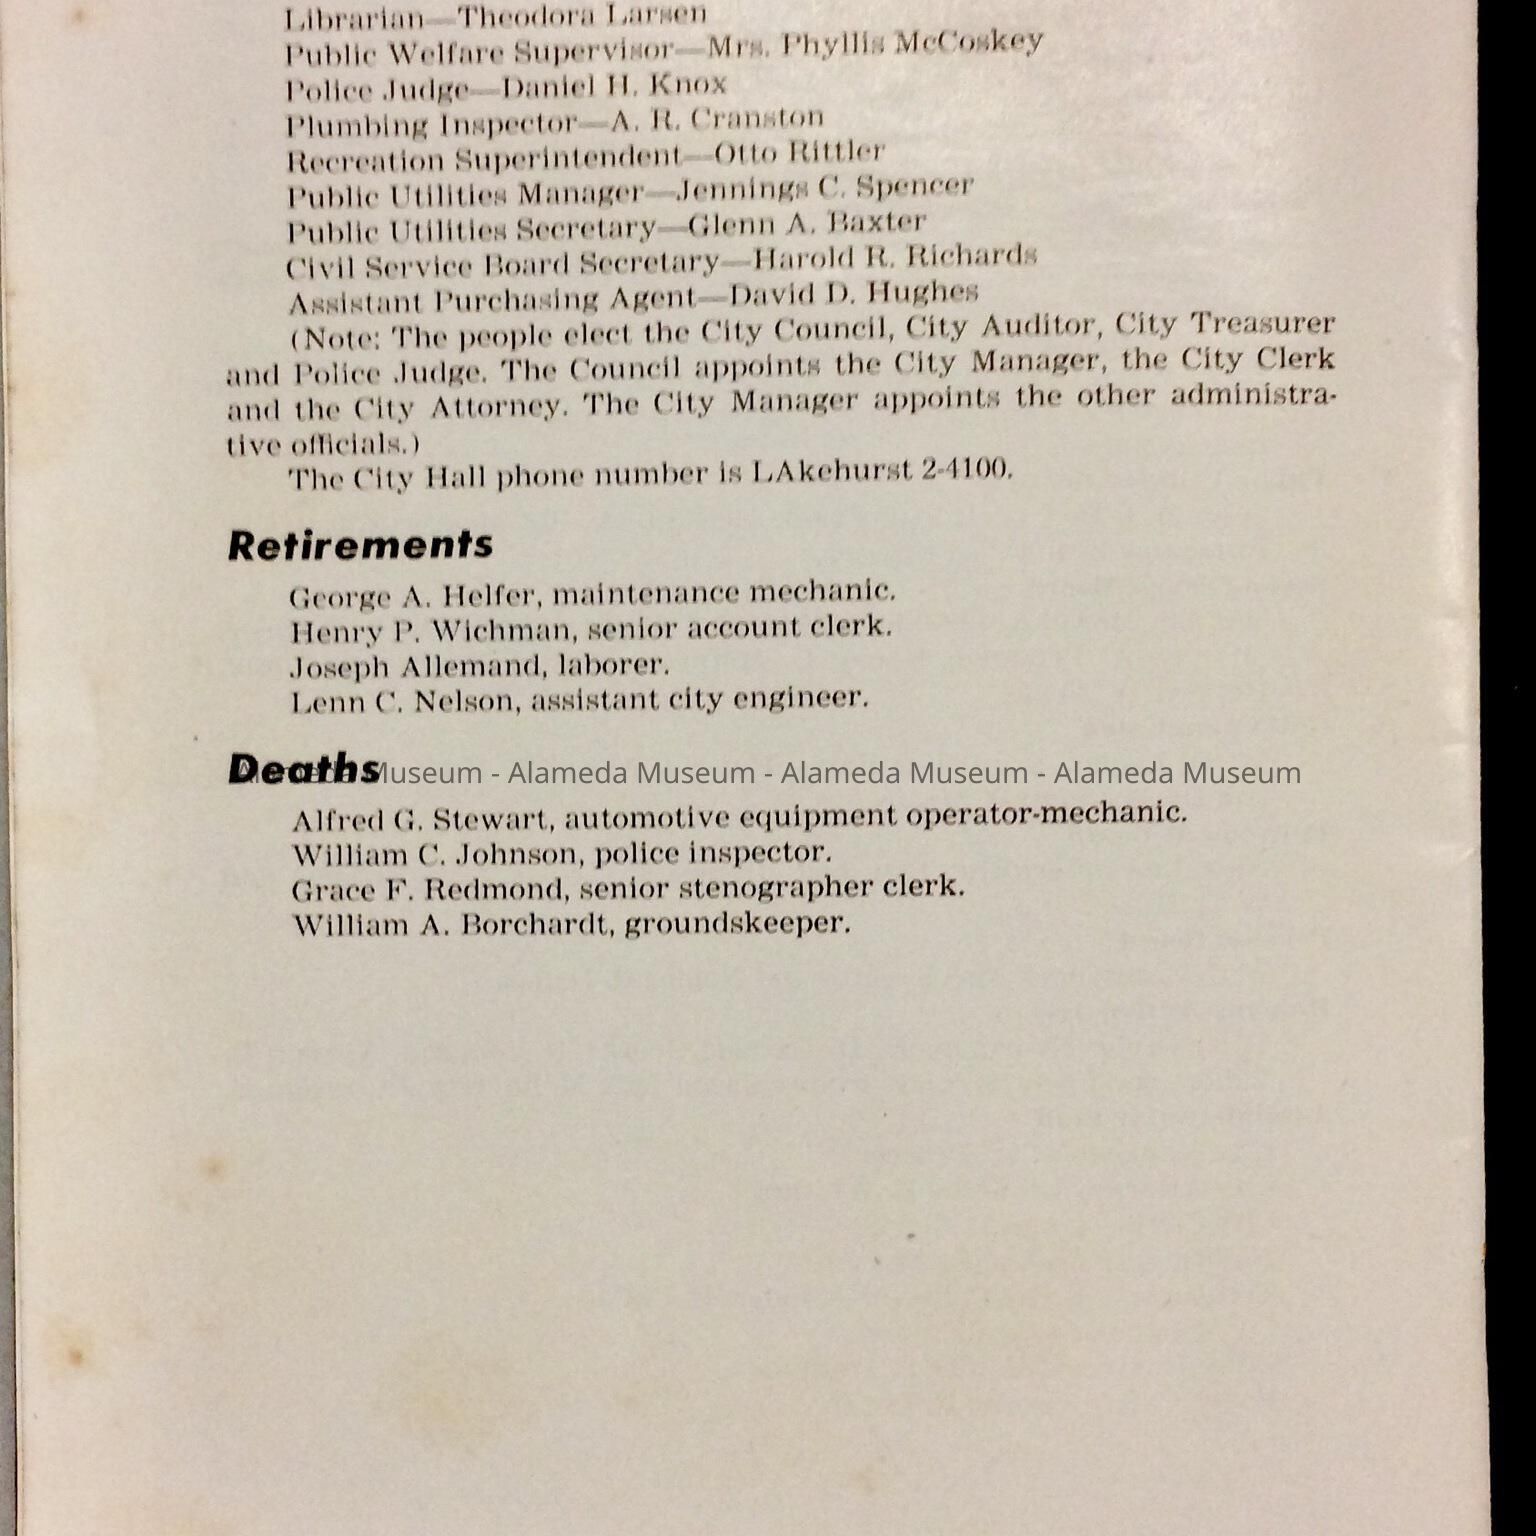 Librarian—Theodora Larsen
Public Welfare Supervisor—Mrs. Phyllis McCoskey
Police Judge—Daniel H. Knox
Plumbing Inspector—A. R. Cranston
Recreation Superintendent—Otto Rittler
Public Utilities Manager—Jennings C. Spencer
Public Utilities Secretary—Glenn A. Baxter
Civil Service Board Secretary—Harold R. Richards
Assistant Purchasing Agent—David D. Hughes
(Note: The people elect the City Council, City Auditor, City Treasurer
and Police Judge. The Council appoints the City Manager, the City Clerk
and the City Attorney. The City Manager appoints the other administra-
tive officials.)
The City Hall phone number is LAkehurst 2-4100.
Retirements
George A. Helfer, maintenance mechanic.
Henry P. Wichman, senior account clerk.
Joseph Allemand, laborer.
Lenn C. Nelson, assistant city engineer.
Deaths
Alameda Museum - Alameda Museum - Alameda Museum - Alameda Museum
Alfred G. Stewart, automotive equipment operator-mechanic.
William C. Johnson, police inspector.
Grace F. Redmond, senior stenographer clerk.
William A. Borchardt, groundskeeper.